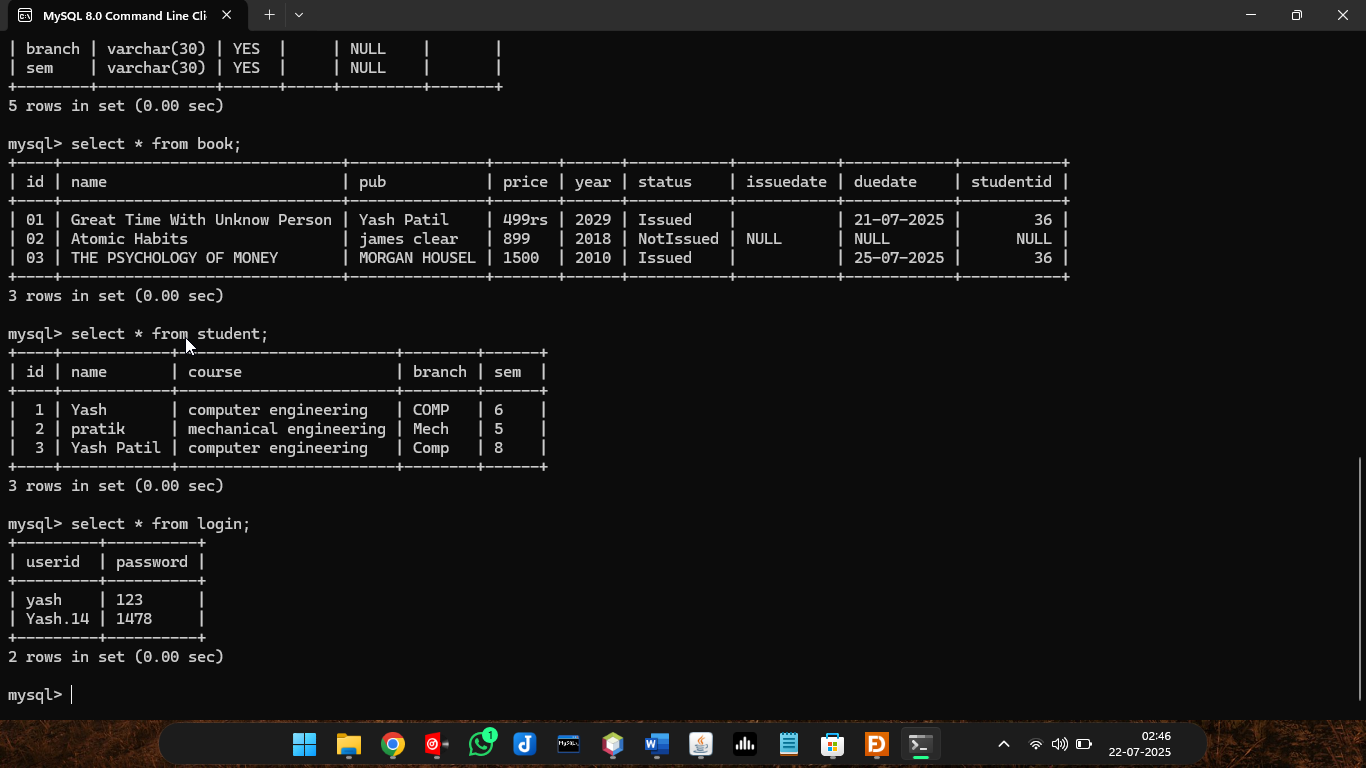 MySQL 8.0 Command Line Cli
| branch | varchar(30) | YES |     | NULL    |       |
| sem    | varchar(30) | YES |     | NULL    |       |
+--------+-------------+------+-----+---------+-------+
5 rows in set (0.00 sec)
mysql> select * from book;
+----+-------------------------------+--------------+-------+------+-----------+-----------+------------+-----------+
| id | name                          | pub          | price | year | status    | issuedate | duedate    | studentid |
+----+-------------------------------+--------------+-------+------+-----------+-----------+------------+-----------+
| 01 | Great Time With Unknow Person | Yash Patil   | 499rs | 2029 | Issued    |           | 21-07-2025 |        36 |
| 02 | Atomic Habits                 | james clear  | 899   | 2018 | NotIssued | NULL      | NULL       |      NULL |
| 03 | THE PSYCHOLOGY OF MONEY       | MORGAN HOUSEL | 1500  | 2010 | Issued    |           | 25-07-2025 |        36 |
+----+-------------------------------+--------------+-------+------+-----------+-----------+------------+-----------+
3 rows in set (0.00 sec)
mysql> select * from student;
+----+------------+------------------------+--------+------+
| id | name       | course                 | branch | sem  |
+----+------------+------------------------+--------+------+
|  1 | Yash       | computer engineering   | COMP   | 6    |
|  2 | pratik     | mechanical engineering | Mech   | 5    |
|  3 | Yash Patil | computer engineering   | Comp   | 8    |
+----+------------+------------------------+--------+------+
3 rows in set (0.00 sec)
mysql> select * from login;
+---------+----------+
| userid  | password |
+---------+----------+
| yash    | 123      |
| Yash.14 | 1478     |
+---------+----------+
2 rows in set (0.00 sec)
mysql>
1
MySQL
02:46
22-07-2025